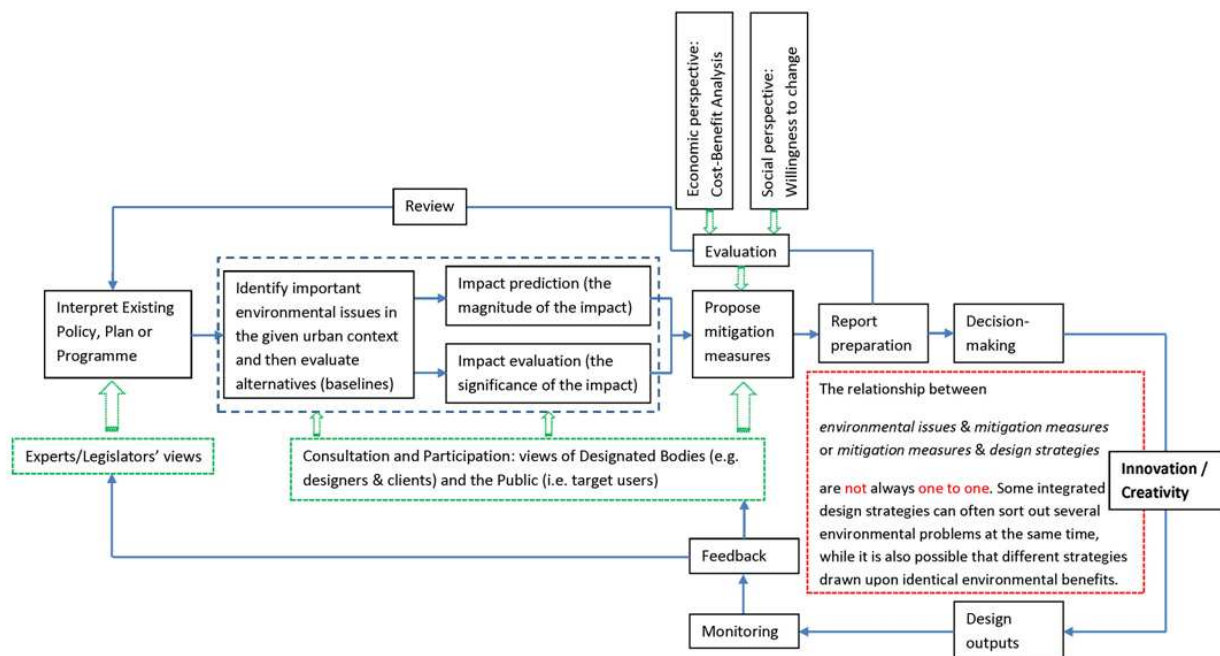 Economic perspective:
Cost-Benefit Analysis
Social perspective:
Willingness to change
Review
Evaluation
Interpret Existing
Policy, Plan or
Programme
Identify important
environmental issues in
the given urban context
and then evaluate
alternatives (baselines)
Impact prediction (the
magnitude of the impact)
Impact evaluation (the
significance of the impact)
Propose
mitigation
measures
Report
preparation
Decision-
making
Experts/Legislators' views
Consultation and Participation: views of Designated Bodies (e.g.
designers & clients) and the Public (i.e. target users)
The relationship between
environmental issues & mitigation measures
or mitigation measures & design strategies
are not always one to one. Some integrated
design strategies can often sort out several
environmental problems at the same time,
while it is also possible that different strategies
drawn upon identical environmental benefits.
Innovation /
Creativity
Feedback
Monitoring
Design
outputs